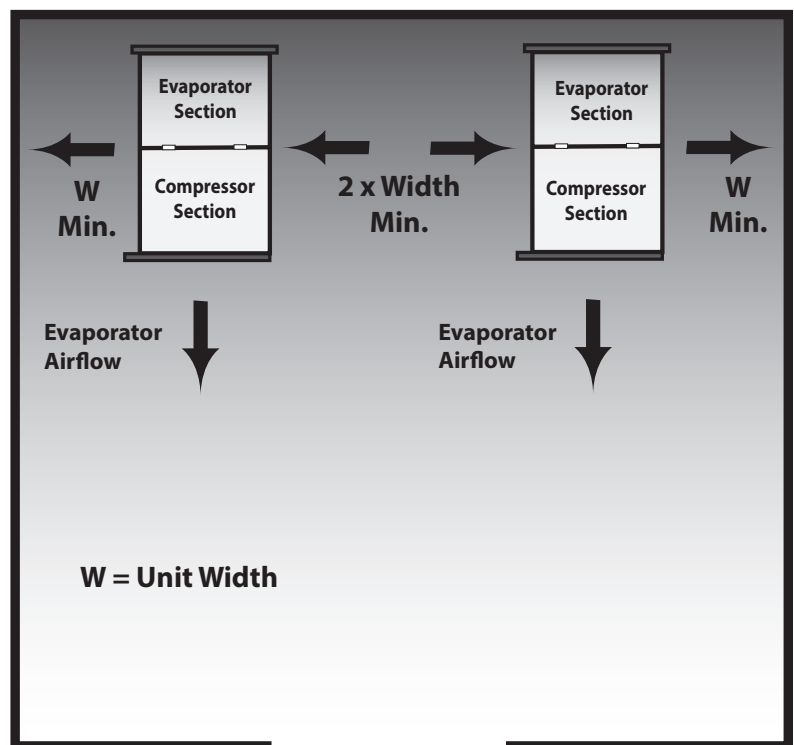 Evaporator
Section
Compressor
Section
Evaporator
Section
Compressor
Section
W
Min.
2 x Width
Min.
W
Min.
Evaporator
Airflow
Evaporator
Airflow
W = Unit Width